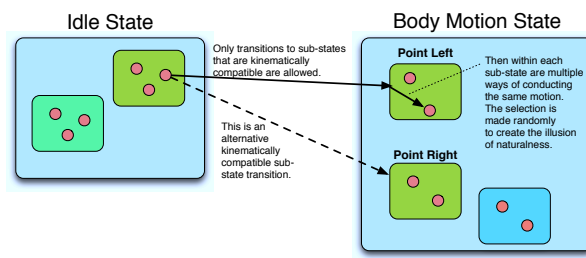 Idle State
Body Motion State
Only transitions to sub-states
that are kinematically
compatible are allowed.
Point Left
Then within each
sub-state are multiple
ways of conducting
the same motion.
The selection is
made randomly
to create the illusion
of naturalness.
This is an
alternative
kinematically
compatible sub-
state transition.
Point Right